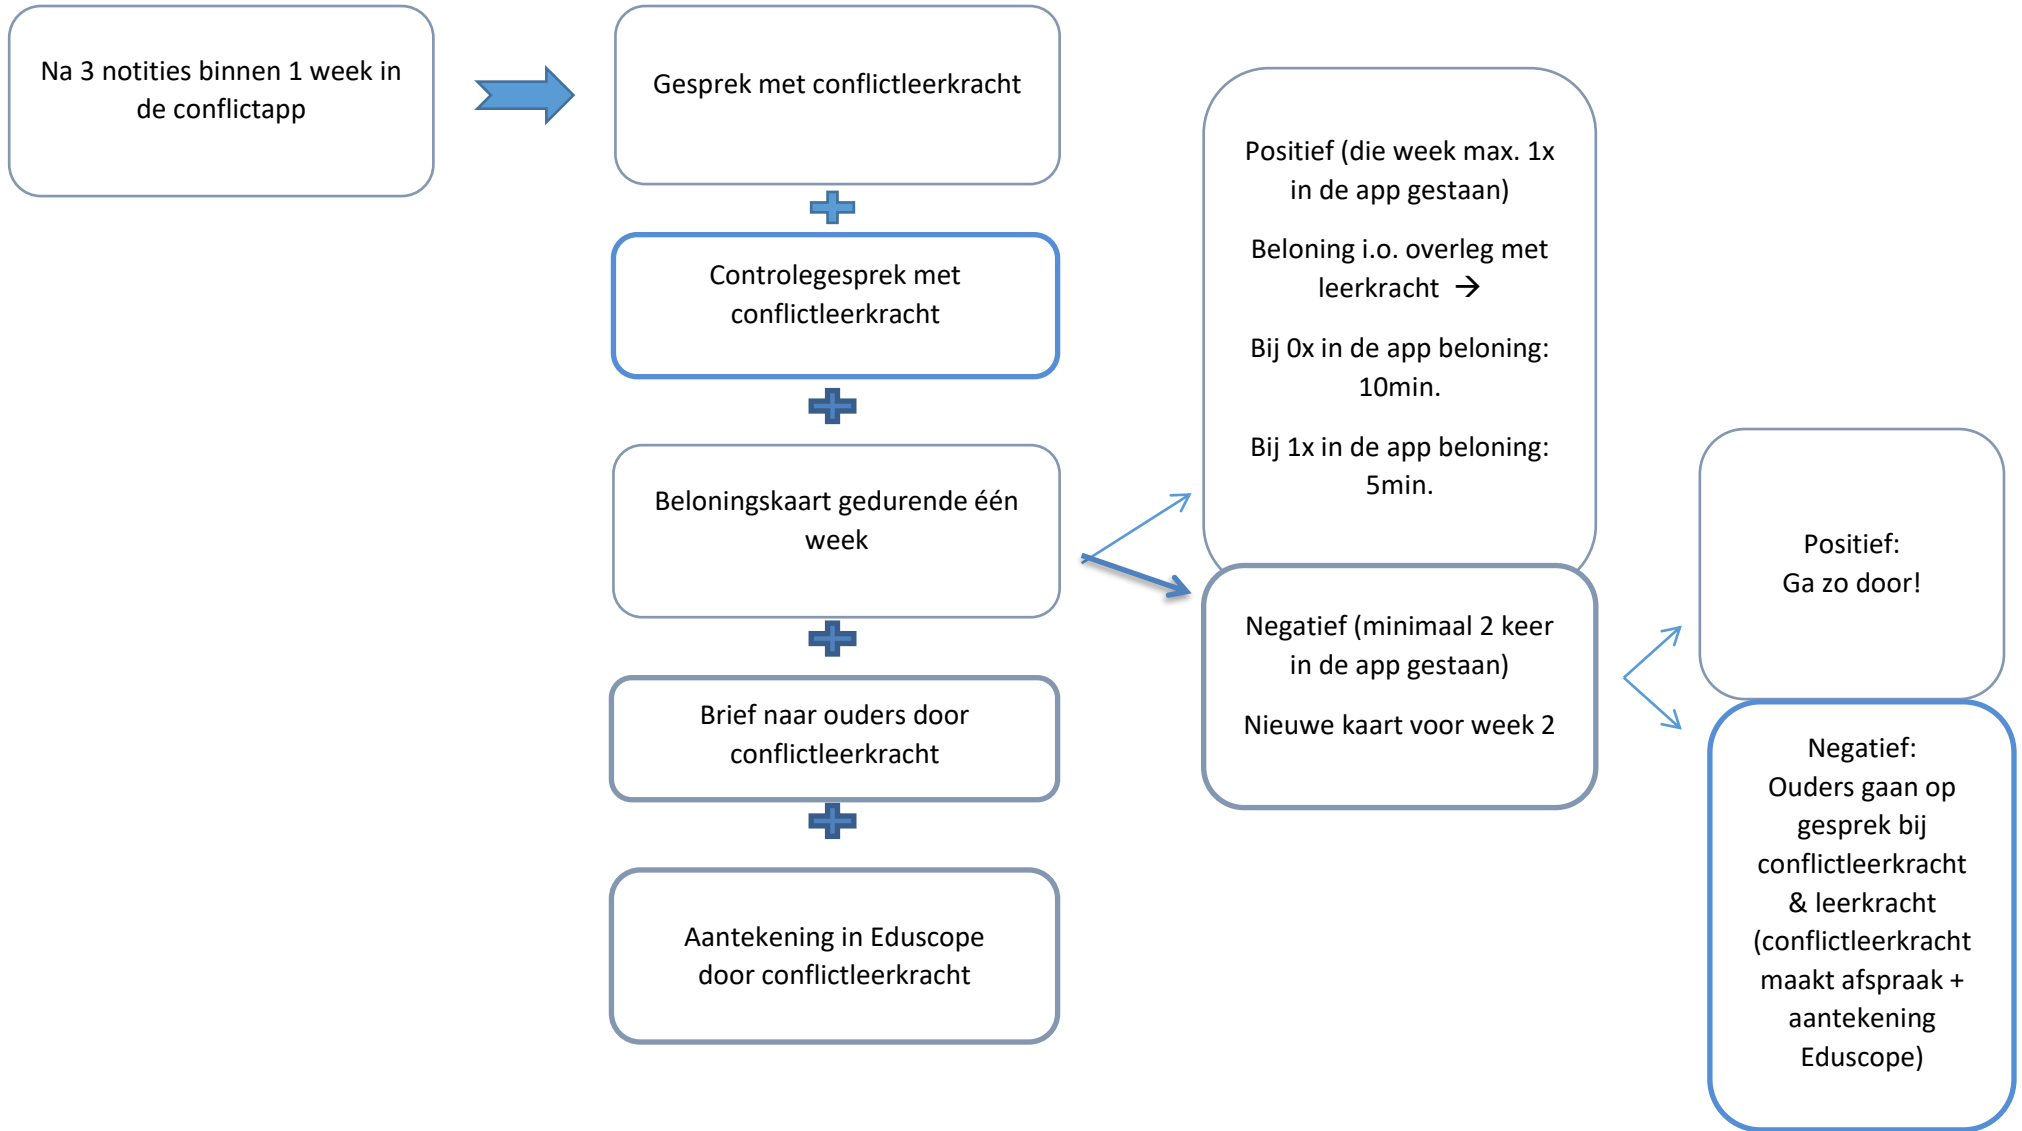 Na 3 notities binnen 1 week in
de conflictapp
Gesprek met conflictleerkracht
Controlegesprek met
conflictleerkracht
Beloningskaart gedurende één
week
Brief naar ouders door
conflictleerkracht
Aantekening in Eduscope
door conflictleerkracht
Positief (die week max. 1x
in de app gestaan)
Beloning i.o. overleg met
leerkracht →
Bij 0x in de app beloning:
10min.
Bij 1x in de app beloning:
5min.
Negatief (minimaal 2 keer
in de app gestaan)
Nieuwe kaart voor week 2
Positief:
Ga zo door!
Negatief:
Ouders gaan op
gesprek bij
conflictleerkracht
& leerkracht
(conflictleerkracht
maakt afspraak +
aantekening
Eduscope)